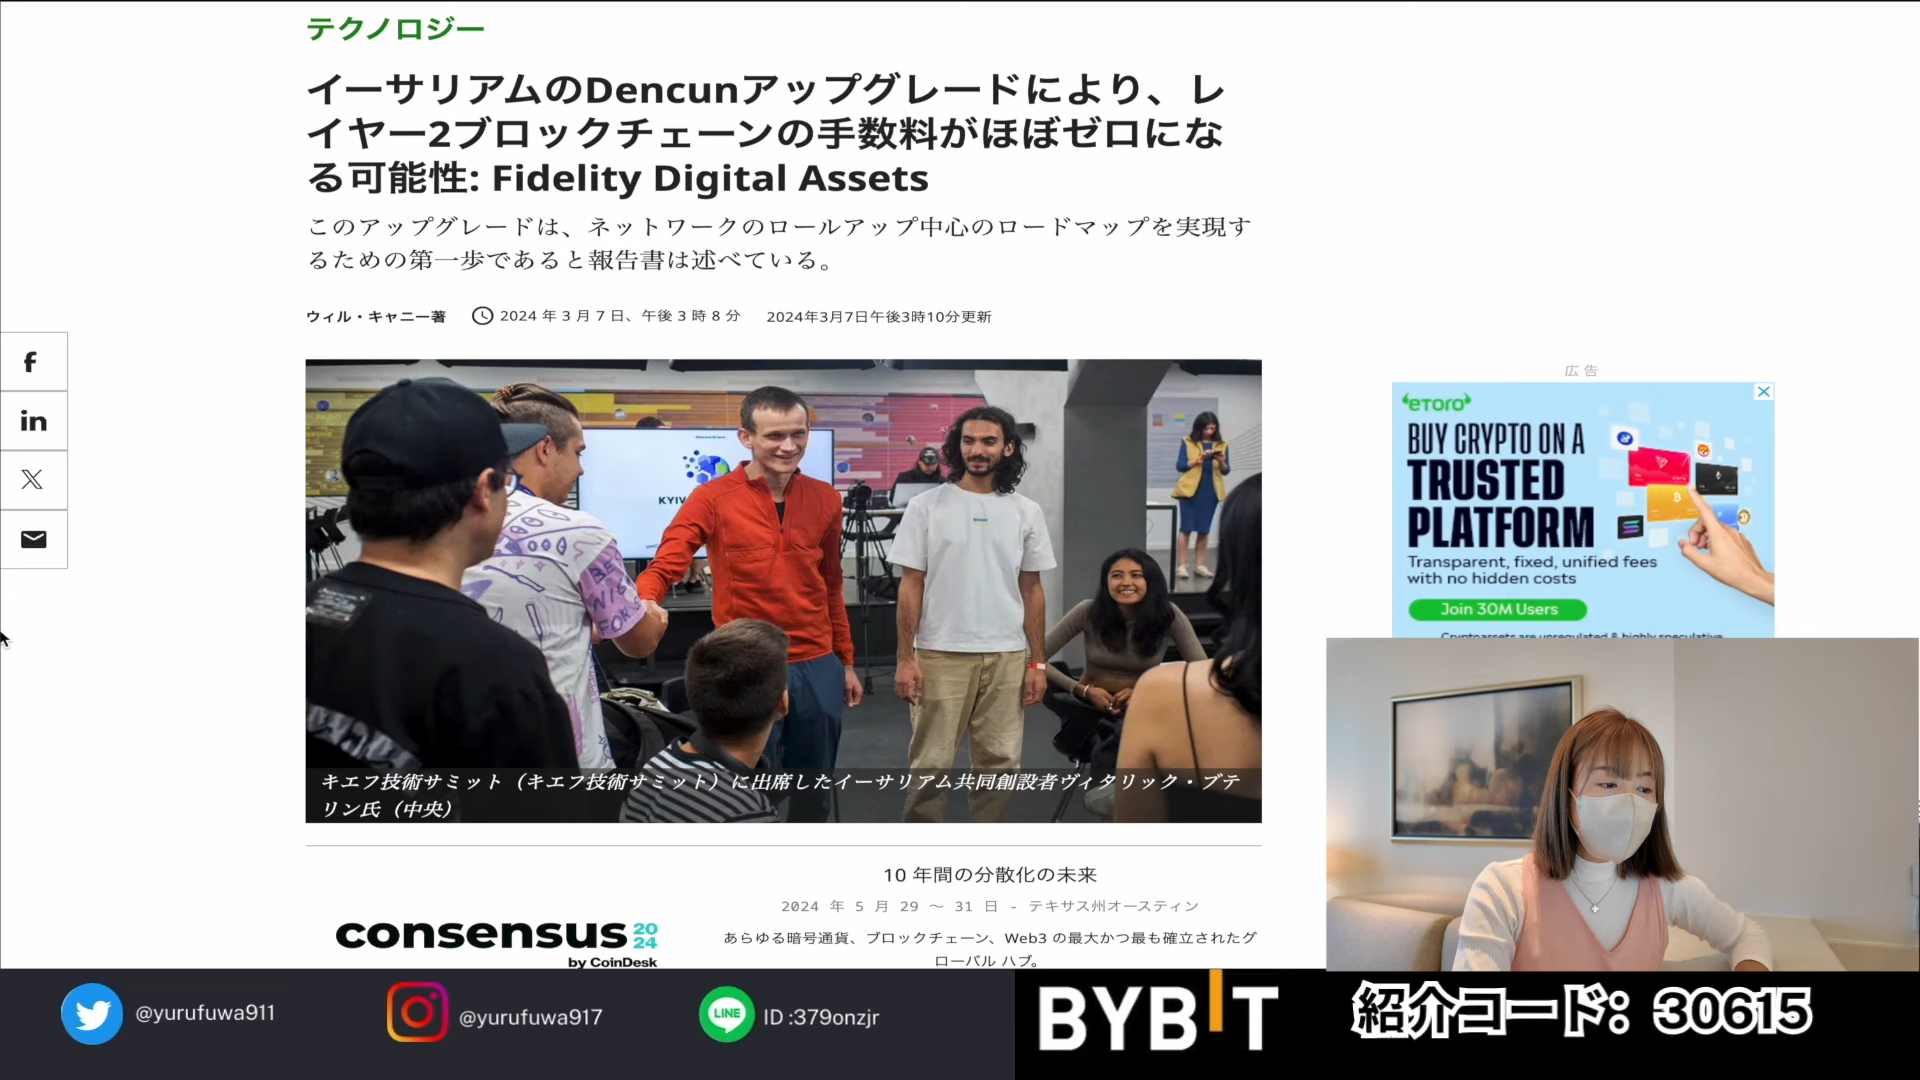 テクノロジー
イーサリアムのDencunアップグレードにより、レ
イヤー2ブロックチェーンの手数料がほぼゼロにな
る可能性: Fidelity Digital Assets
このアップグレードは、ネットワークのロールアップ中心のロードマップを実現す
るための第一歩であると報告書は述べている。
ウィル・キャニー著
2024 年 3 月 7 日、午後 3 時 8 分
2024年3月7日午後3時10分更新
f
in
X
KYIV
キエフ技術サミット（キエフ技術サミット）に出席したイーサリアム共同創設者ヴィタリック・ブテ
リン氏（中央）
広告
eToro
BUY CRYPTO ON A
TRUSTED
PLATFORM
Transparent, fixed, unified fees
with no hidden costs
Join 30M Users
Cryptoassets are unregulated & highly speculative
consensus 2024
by CoinDesk
10 年間の分散化の未来
2024 年 5 月 29 〜 31 日 - テキサス州オースティン
あらゆる暗号通貨、ブロックチェーン、Web3 の最大かつ最も確立されたグ
ローバル ハブ。
@yurufuwa911
@yurufuwa917
LINE
ID :379onzjr
BYBIT
紹介コード：30615